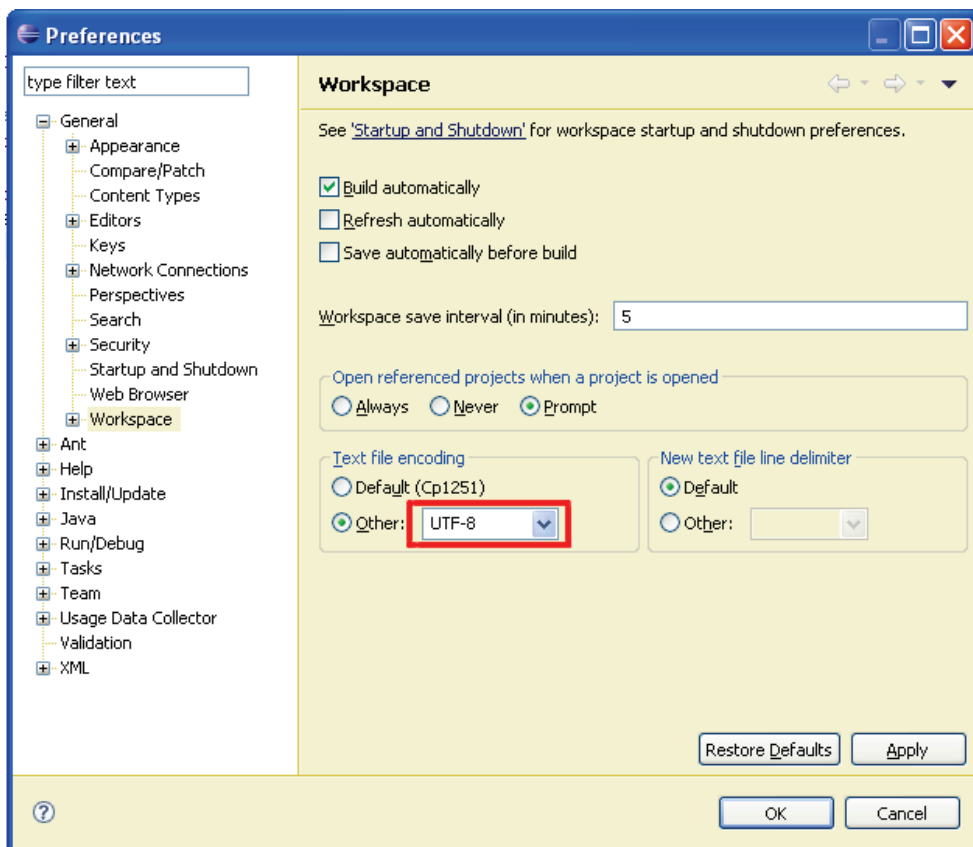 Preferences
type filter text
General
Appearance
Compare/Patch
Content Types
Editors
Keys
Network Connections
Perspectives
Search
Security
Startup and Shutdown
Web Browser
Workspace
Ant
Help
Install/Update
Java
Run/Debug
Tasks
Team
Usage Data Collector
Validation
XML
Workspace
See 'Startup and Shutdown' for workspace startup and shutdown preferences.
Build automatically
Refresh automatically
Save automatically before build
Workspace save interval (in minutes): 5
Open referenced projects when a project is opened
Always Never Prompt
Text file encoding
Default (Cp1251)
Other: UTF-8
New text file line delimiter
Default
Other:
Restore Defaults Apply
? OK Cancel